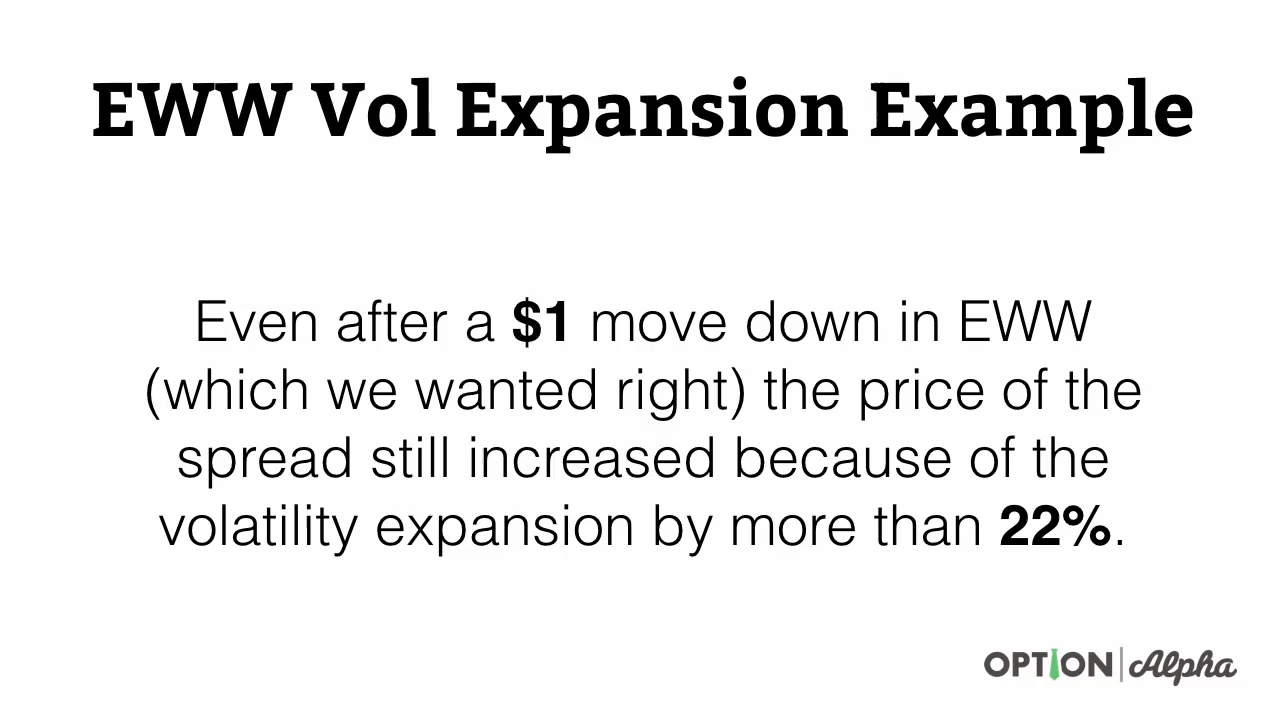 EWW Vol Expansion Example
Even after a $1 move down in EWW
(which we wanted right) the price of the
spread still increased because of the
volatility expansion by more than 22%.
OPTION | Alpha